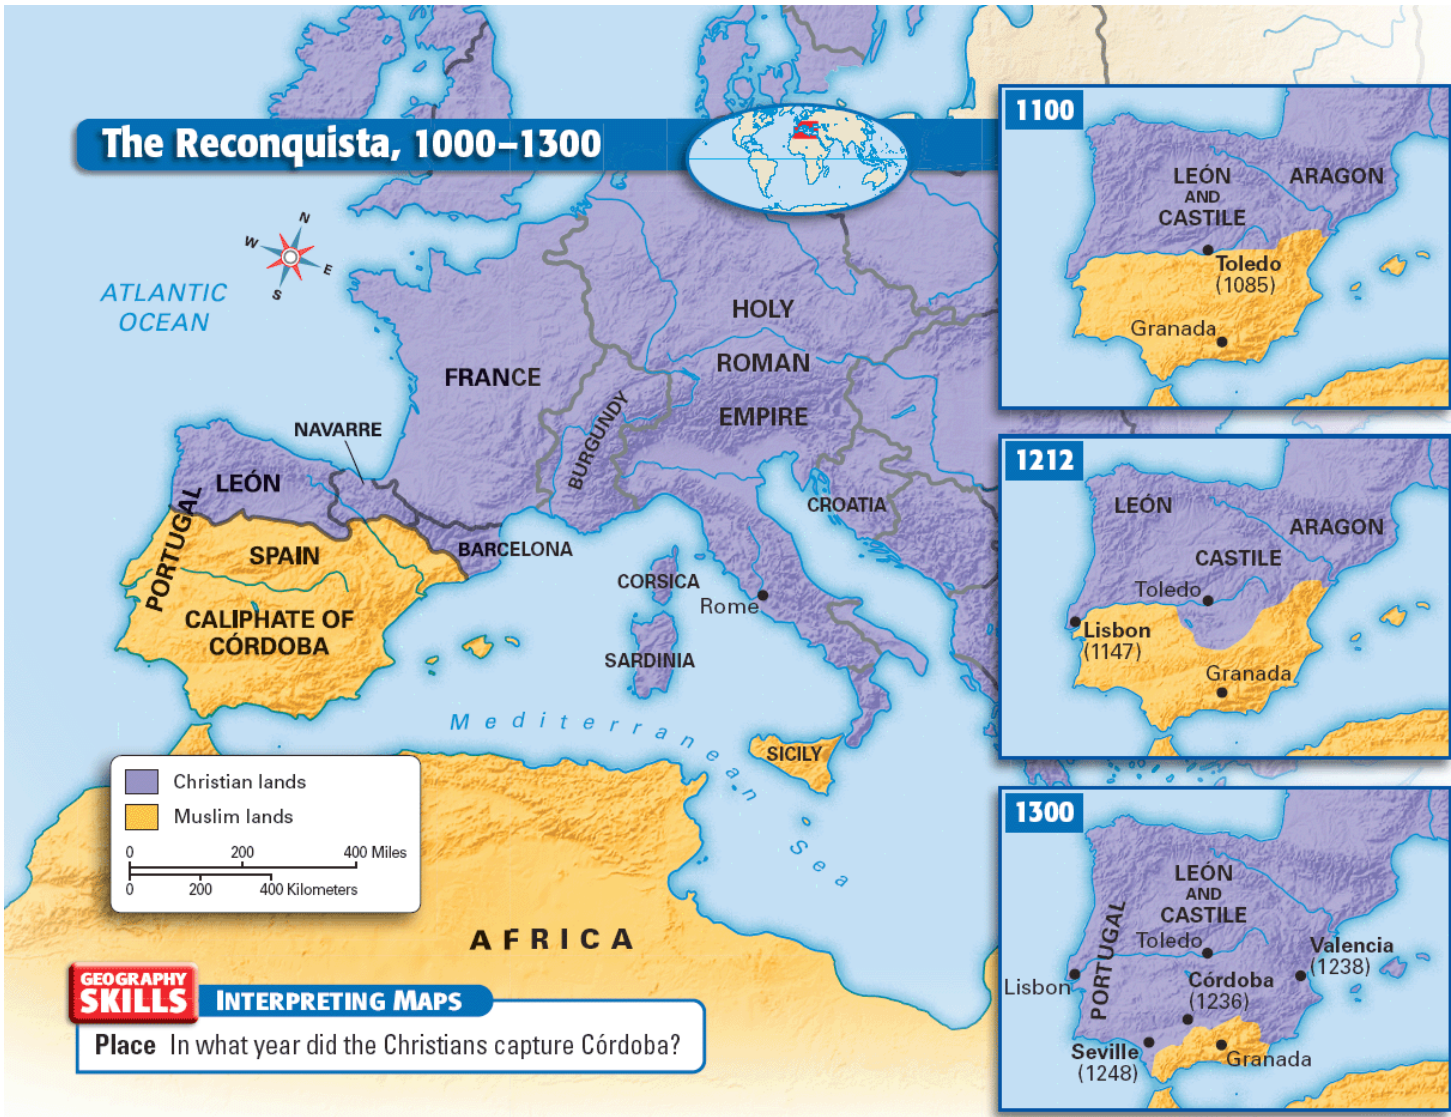 The Reconquista, 1000–1300
N
W
E
S
ATLANTIC
OCEAN
HOLY
ROMAN
EMPIRE
FRANCE
BURGUNDY
NAVARRE
LEÓN
PORTUGAL
SPAIN
CALIPHATE OF
CÓRDOBA
BARCELONA
CROATIA
CORSICA
Rome
SARDINIA
SICILY
Mediterranean
Sea
AFRICA
Christian lands
Muslim lands
0 200 400 Miles
0 200 400 Kilometers
GEOGRAPHY
SKILLS
INTERPRETING MAPS
Place In what year did the Christians capture Córdoba?
1100
LEÓN
AND
CASTILE
ARAGON
Toledo
(1085)
Granada
1212
LEÓN
ARAGON
CASTILE
Toledo
Lisbon
(1147)
Granada
1300
LEÓN
AND
CASTILE
PORTUGAL
Toledo
Valencia
(1238)
Lisbon
Córdoba
(1236)
Seville
(1248)
Granada